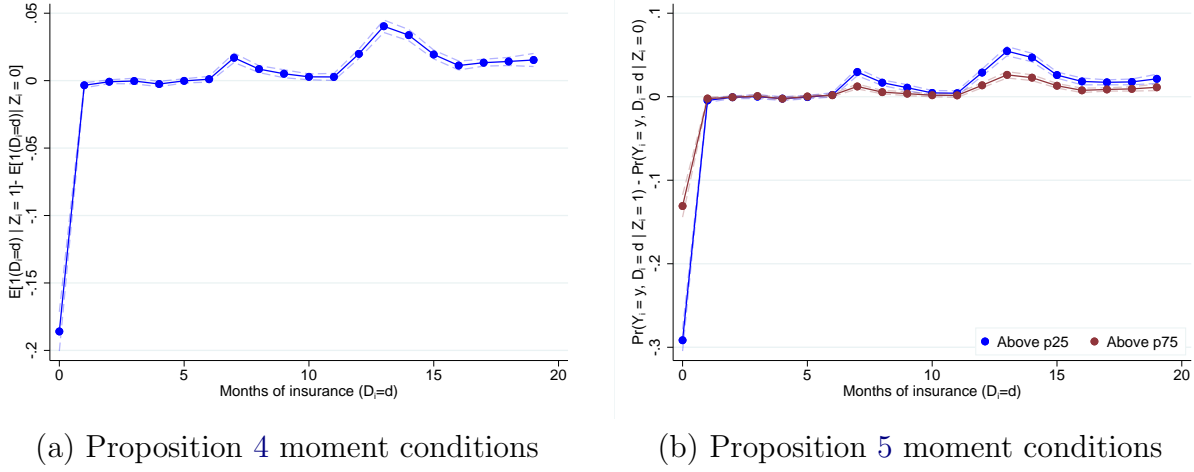 .05
0
-.05
-.1
-.15
-.2
E[1(Di=d) | Zi = 1]- E[1(Di=d)| Zi = 0]
0 5 10 15 20
Months of insurance (Di=d)
(a) Proposition 4 moment conditions
.1
0
-.1
-.2
-.3
Pr(Yi = y, Di = d | Zi = 1) - Pr(Yi = y, Di = d | Zi = 0)
Above p25 Above p75
0 5 10 15 20
Months of insurance (Di=d)
(b) Proposition 5 moment conditions